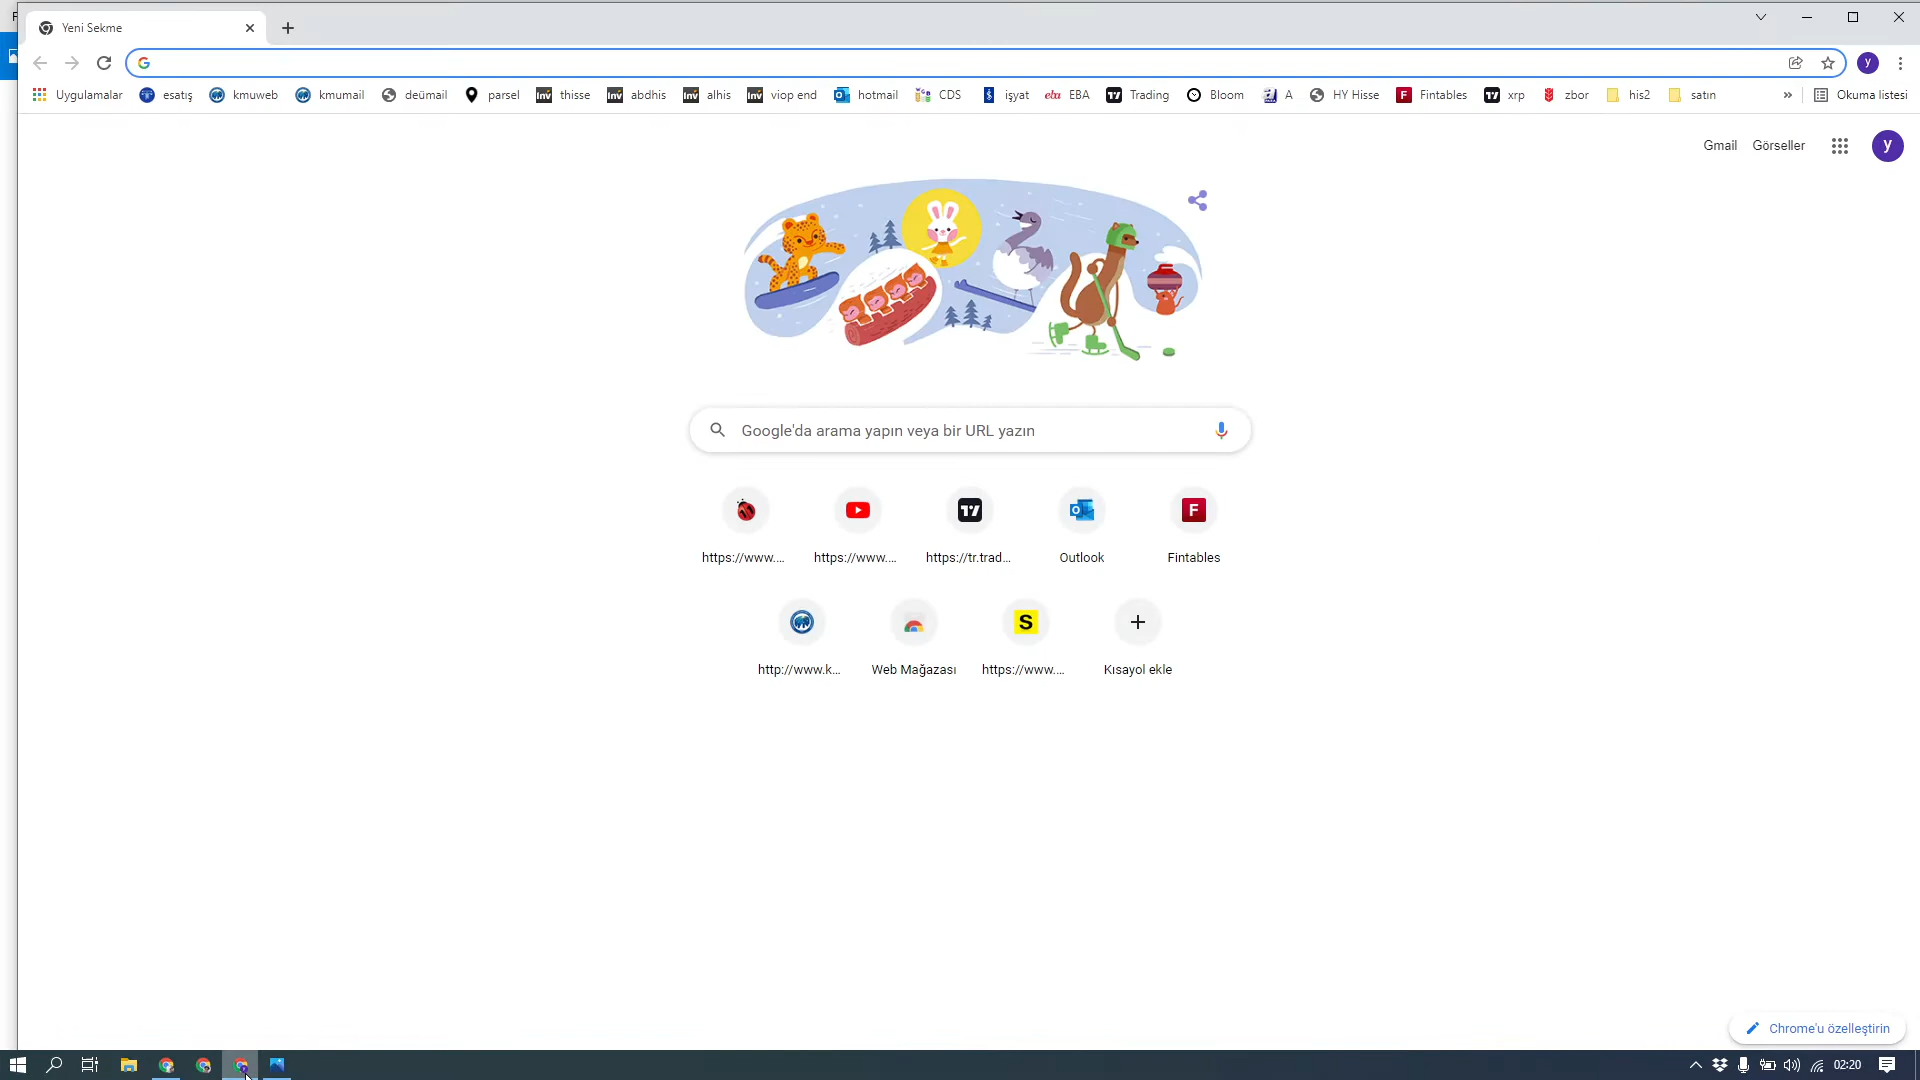 Yeni Sekme
Uygulamalar esatış kmuweb kmumail deümail parsel thisse abdhis alhis viop end hotmail CDS işyat EBA Trading Bloom A HY Hisse Fintables xrp zbor his2 satın » Okuma listesi
Gmail Görseller y
Google'da arama yapın veya bir URL yazın
https://www.... https://www.... https://tr.trad... Outlook Fintables
http://www.k... Web Mağazası https://www.... Kısayol ekle
Chrome'u özelleştirin
02:20